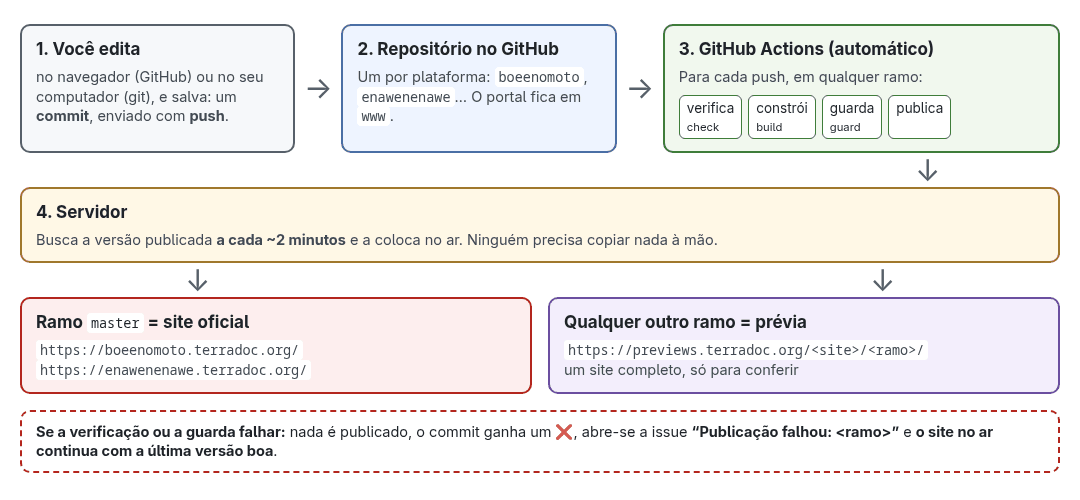 1. Você edita
no navegador (GitHub) ou no seu
computador (git), e salva: um
commit, enviado com push.
→
2. Repositório no GitHub
Um por plataforma: boeenomoto,
enawenenawe... O portal fica em
www.
→
3. GitHub Actions (automático)
Para cada push, em qualquer ramo:
verifica
check
constrói
build
guarda
guard
publica
↓
4. Servidor
Busca a versão publicada a cada ~2 minutos e a coloca no ar. Ninguém precisa copiar nada à mão.
↓
↓
Ramo master = site oficial
https://boeenomoto.terradoc.org/
https://enawenenawe.terradoc.org/
Qualquer outro ramo = prévia
https://previews.terradoc.org/<site>/<ramo>/
um site completo, só para conferir
Se a verificação ou a guarda falhar: nada é publicado, o commit ganha um ❌, abre-se a issue “Publicação falhou: <ramo>” e o site no ar
continua com a última versão boa.